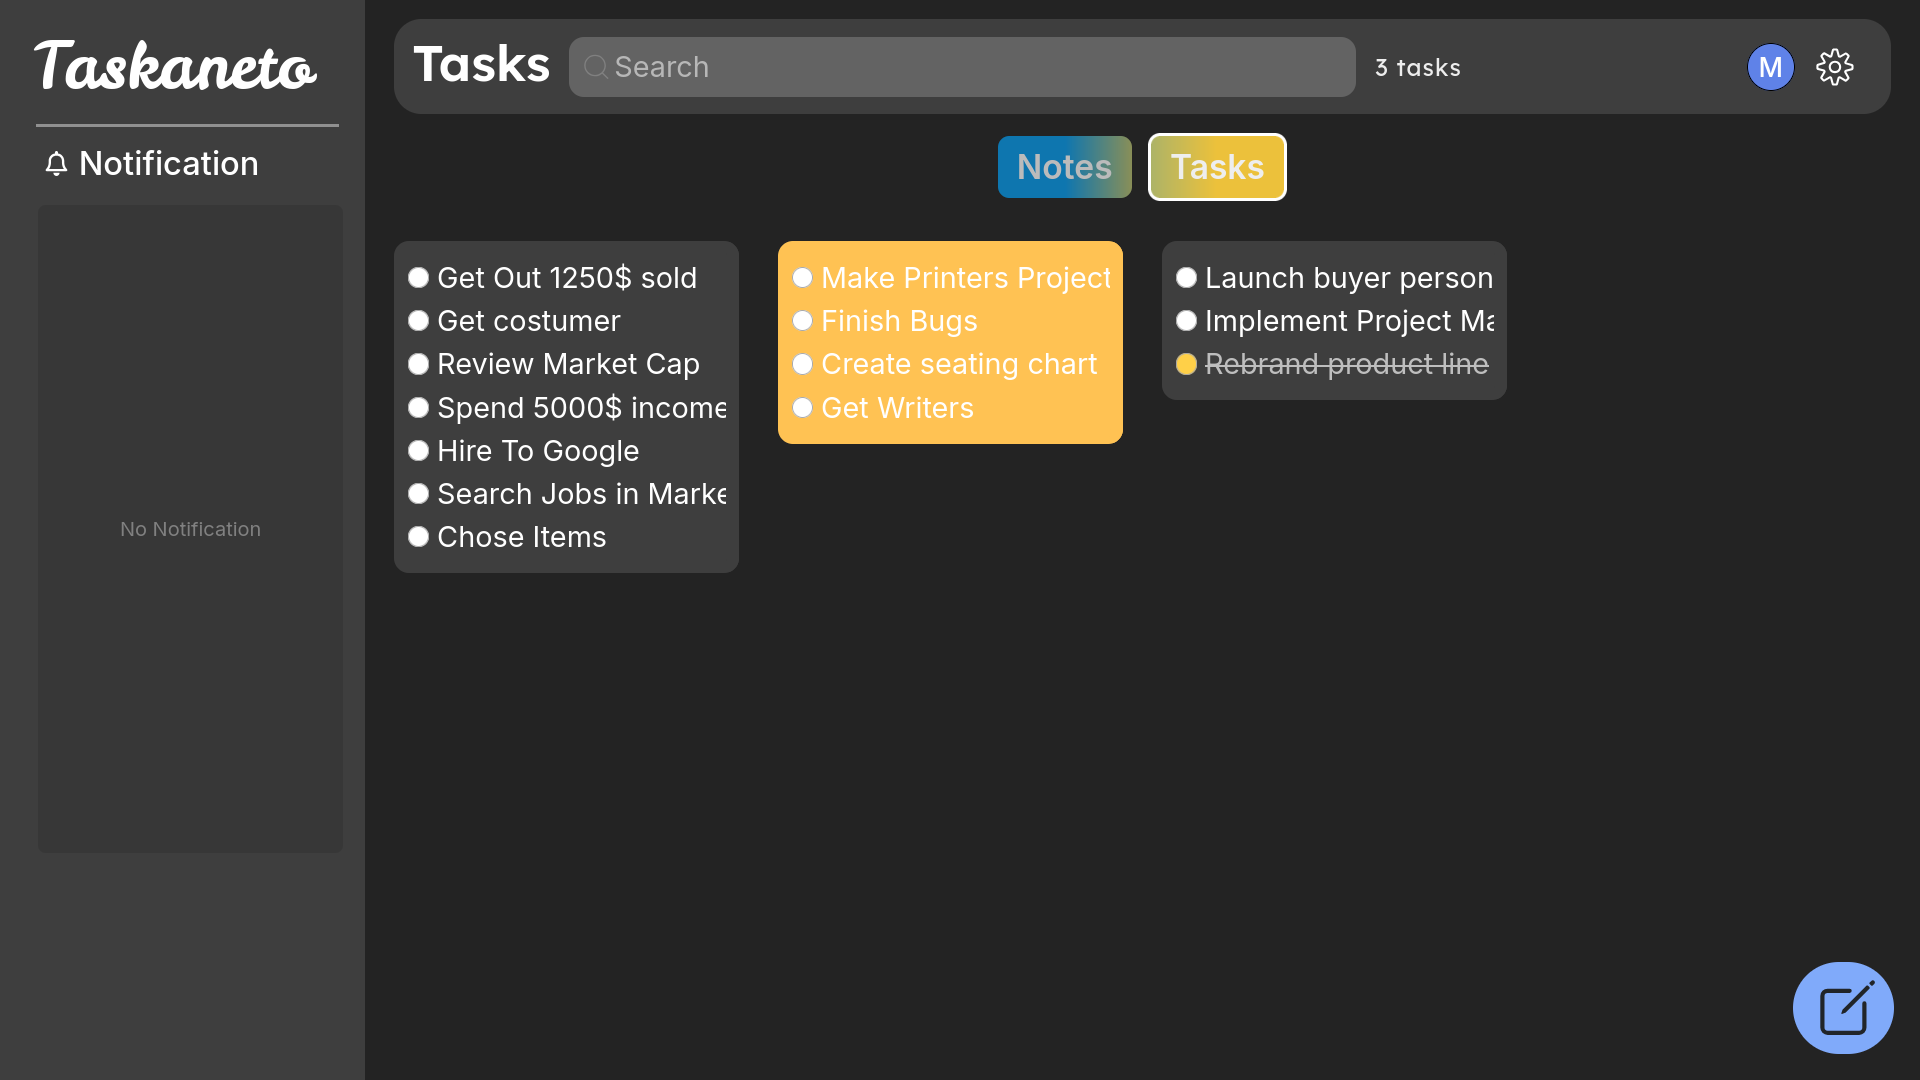 Taskaneto
Notification
No Notification
Tasks
Search
3 tasks
M
Notes
Tasks
Get Out 1250$ sold
Get costumer
Review Market Cap
Spend 5000$ income
Hire To Google
Search Jobs in Marke
Chose Items
Make Printers Project
Finish Bugs
Create seating chart
Get Writers
Launch buyer person
Implement Project Ma
Rebrand product line